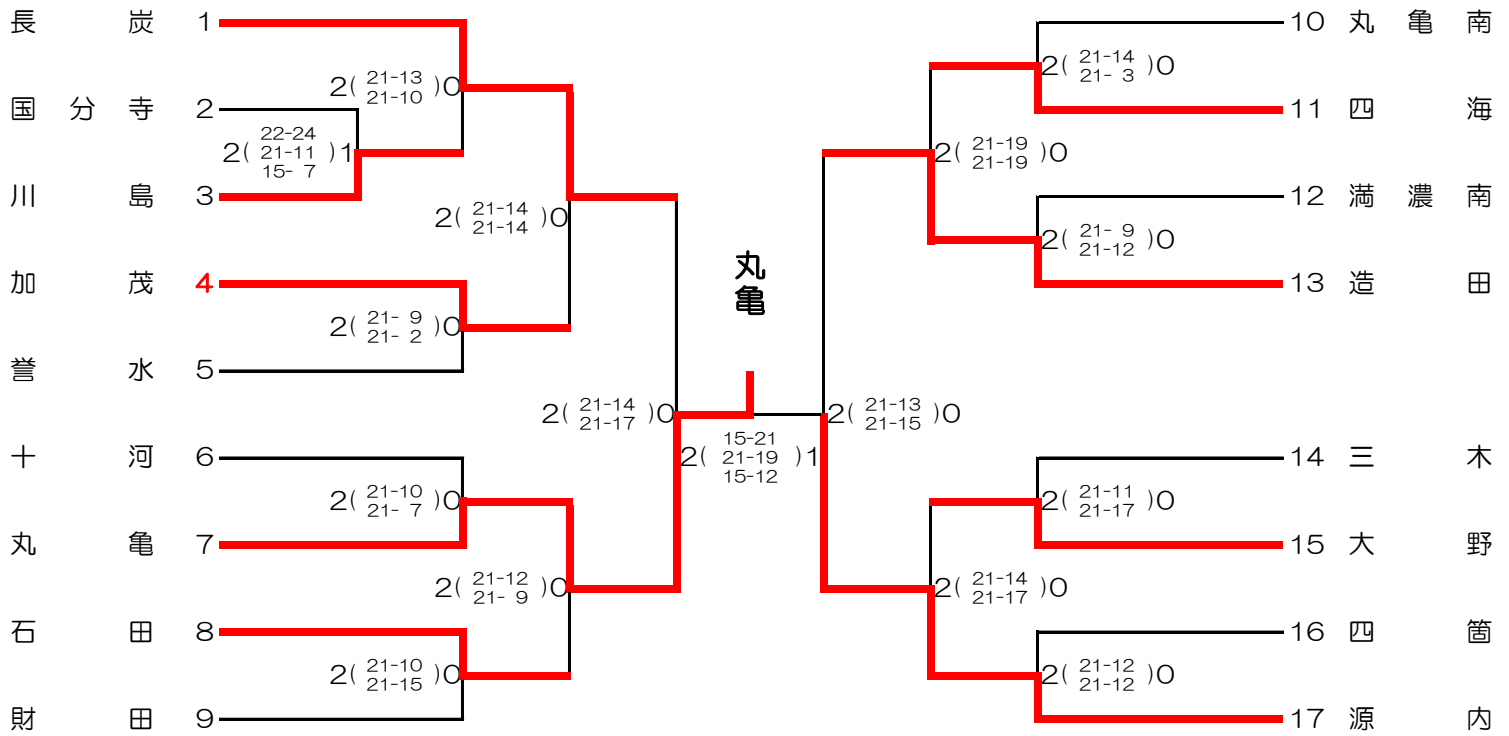 長炭 1
国分寺 2
川島 3
加茂 4
誉水 5
十河 6
丸亀 7
石田 8
財田 9
2( 21-13 )0
21-10
2( 22-24 )1
21-11
15- 7
2( 21-14 )0
21-14
2( 21- 9 )0
21- 2
2( 21-14 )0
21-17
2( 21-10 )0
21- 7
2( 21-12 )0
21- 9
2( 21-10 )0
21-15
丸亀
2( 15-21 )1
21-19
15-12
2( 21-14 )0
21- 3
2( 21-19 )0
21-19
2( 21- 9 )0
21-12
2( 21-13 )0
21-15
2( 21-11 )0
21-17
2( 21-14 )0
21-17
2( 21-12 )0
21-12
10 丸亀南
11 四海
12 満濃南
13 造田
14 三木
15 大野
16 四箇
17 源内